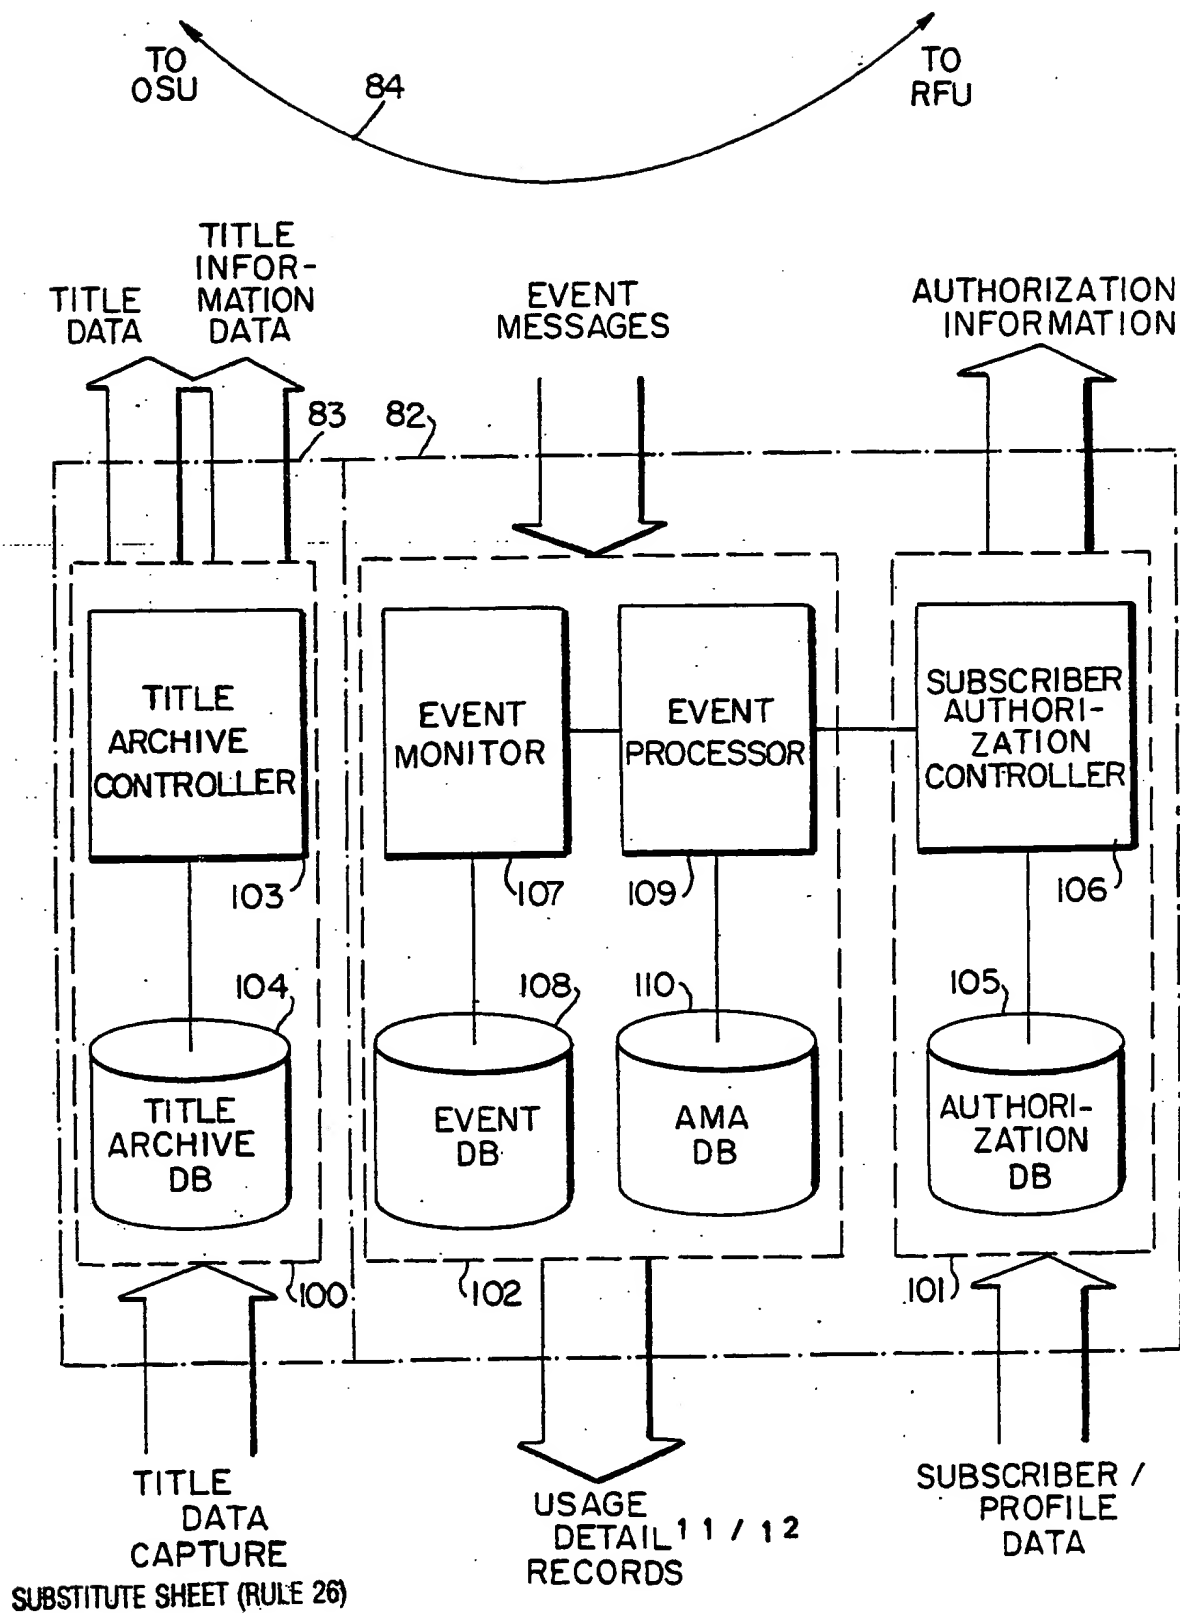 TO
OSU
84
TO
RFU
TITLE
DATA
TITLE
INFOR-
MATION
DATA
EVENT
MESSAGES
AUTHORIZATION
INFORMATION
83
82
TITLE
ARCHIVE
CONTROLLER
EVENT
MONITOR
EVENT
PROCESSOR
SUBSCRIBER
AUTHORI-
ZATION
CONTROLLER
103
107
109
106
104
108
110
105
TITLE
ARCHIVE
DB
EVENT
DB
AMA
DB
AUTHORI-
ZATION
DB
100
102
101
TITLE
DATA
CAPTURE
USAGE
DETAIL
RECORDS
11 / 12
SUBSCRIBER /
PROFILE
DATA
SUBSTITUTE SHEET (RULE 26)